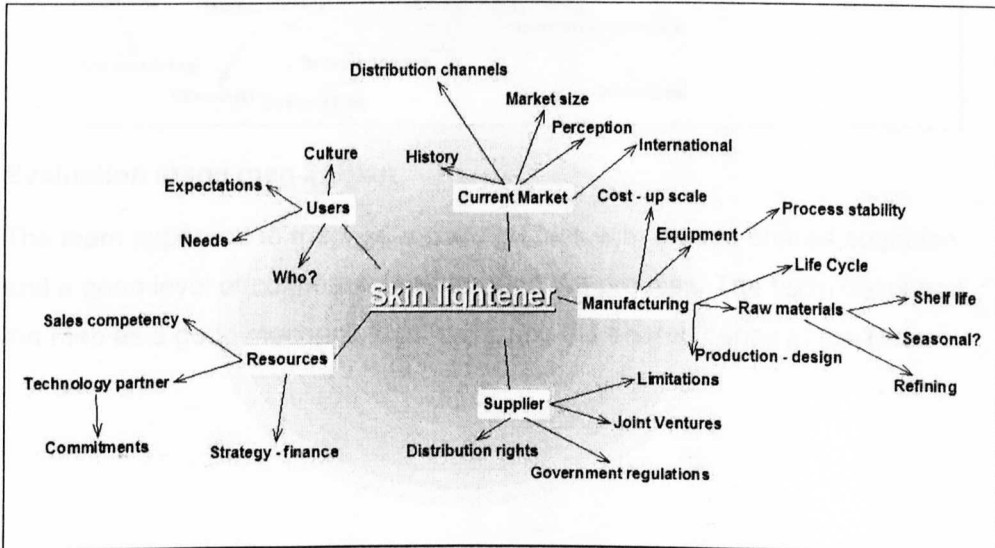 Distribution channels
Market size
Perception
International
History
Current Market
Culture
Expectations
Users
Needs
Who?
Cost - up scale
Process stability
Equipment
Life Cycle
Skin lightener
Manufacturing
Raw materials
Shelf life
Seasonal?
Production - design
Refining
Sales competency
Resources
Technology partner
Commitments
Strategy - finance
Limitations
Supplier
Joint Ventures
Distribution rights
Government regulations